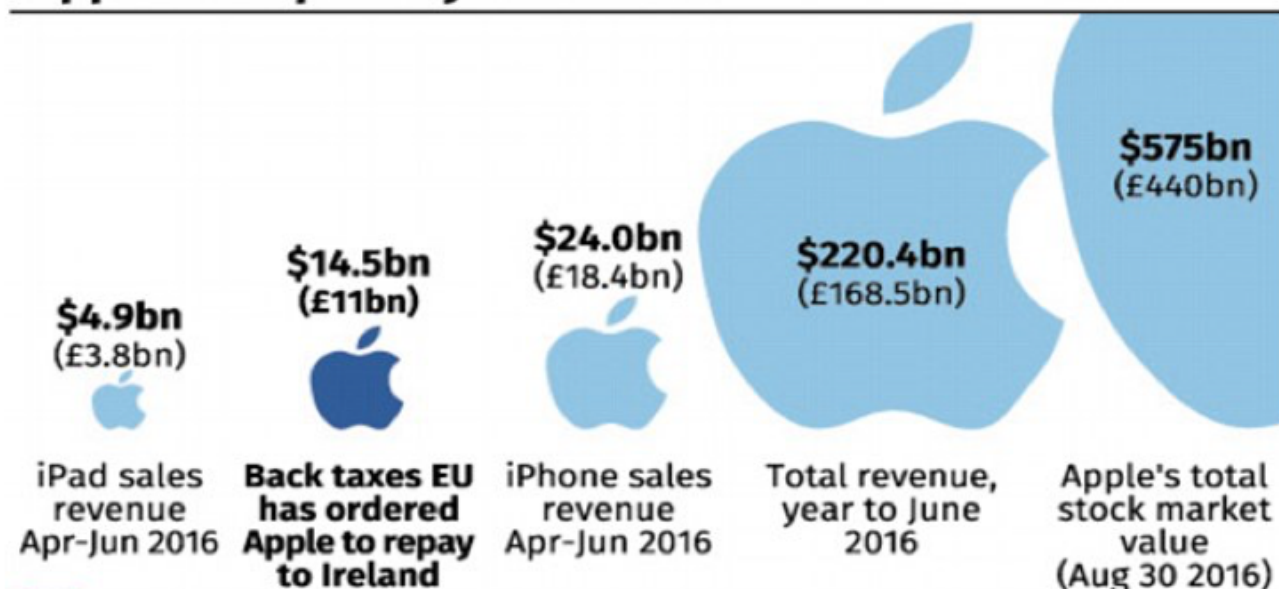 $4.9bn
(£3.8bn)
iPad sales
revenue
Apr-Jun 2016
$14.5bn
(£11bn)
Back taxes EU
has ordered
Apple to repay
to Ireland
$24.0bn
(£18.4bn)
iPhone sales
revenue
Apr-Jun 2016
$220.4bn
(£168.5bn)
Total revenue,
year to June
2016
$575bn
(£440bn)
Apple's total
stock market
value
(Aug 30 2016)